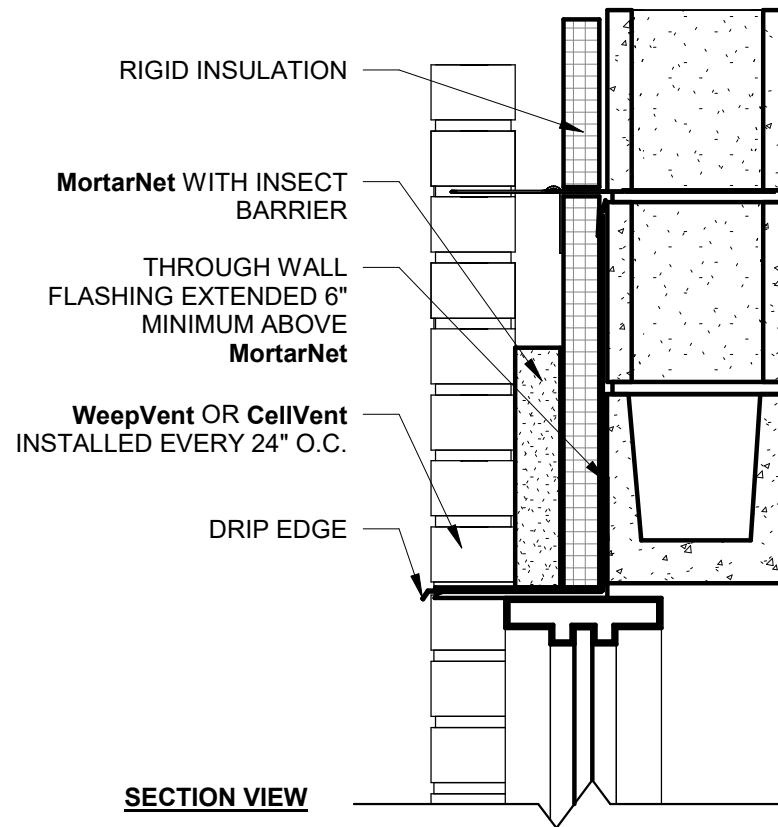 RIGID INSULATION
MortarNet WITH INSECT
BARRIER
THROUGH WALL
FLASHING EXTENDED 6"
MINIMUM ABOVE
MortarNet
WeepVent OR CellVent
INSTALLED EVERY 24" O.C.
DRIP EDGE
SECTION VIEW